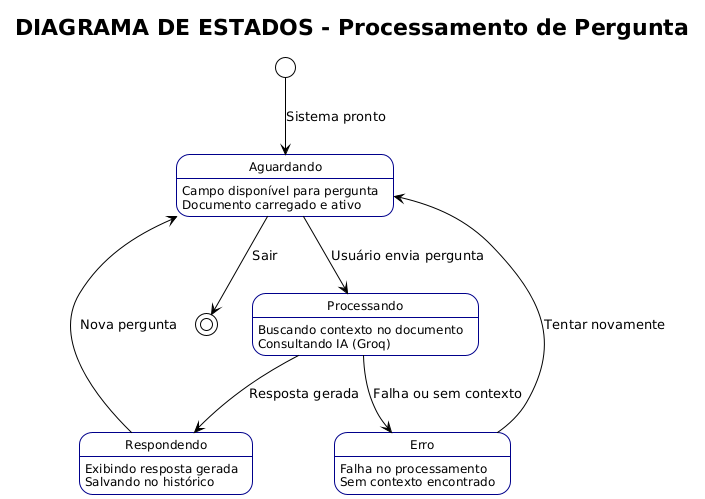 DIAGRAMA DE ESTADOS - Processamento de Pergunta
Sistema pronto
Aguardando
Campo disponível para pergunta
Documento carregado e ativo
Sair
Usuário envia pergunta
Processando
Buscando contexto no documento
Consultando IA (Groq)
Nova pergunta
Tentar novamente
Resposta gerada
Falha ou sem contexto
Respondendo
Exibindo resposta gerada
Salvando no histórico
Erro
Falha no processamento
Sem contexto encontrado